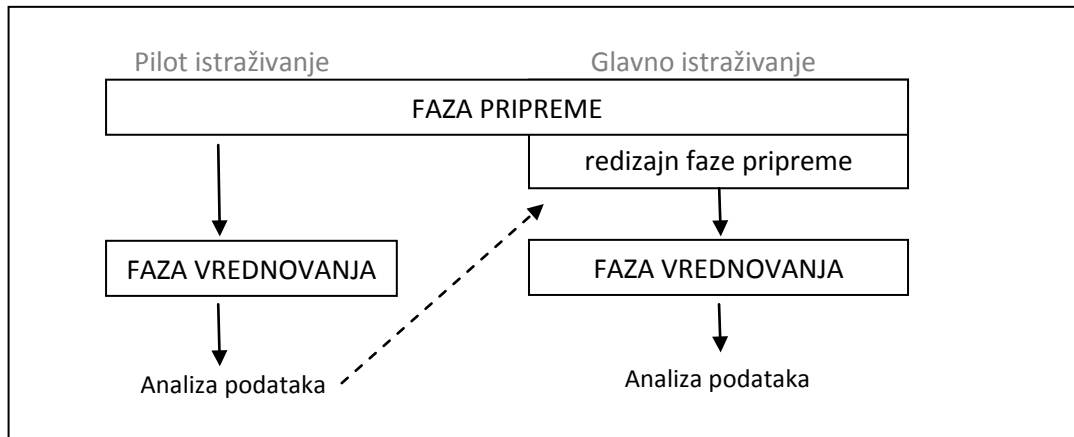 Pilot istraživanje
Glavno istraživanje
FAZA PRIPREME
redizajn faze pripreme
FAZA VREDNOVANJA
FAZA VREDNOVANJA
Analiza podataka
Analiza podataka